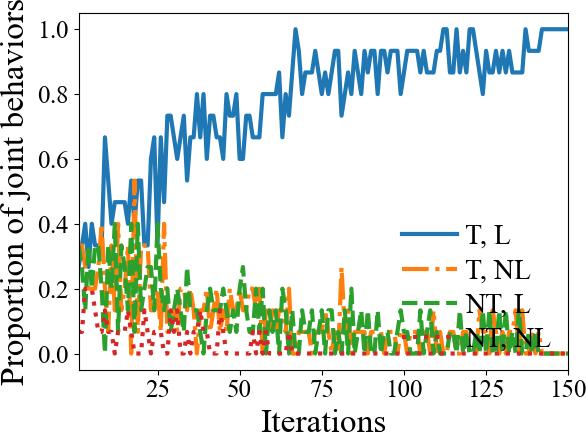 Proportion of joint behaviors
1.0
0.8
0.6
0.4
0.2
0.0
T, L
T, NL
NT, L
NT, NL
25 50 75 100 125 150
Iterations